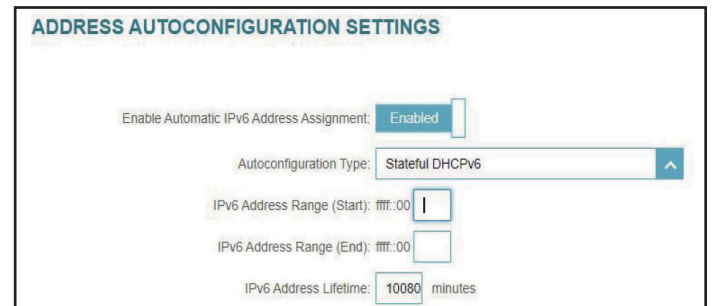 ADDRESS AUTOCONFIGURATION SETTINGS
Enable Automatic IPv6 Address Assignment: Enabled
Autoconfiguration Type: Stateful DHCPv6
IPv6 Address Range (Start): ffff::00
IPv6 Address Range (End): ffff::00
IPv6 Address Lifetime: 10080 minutes